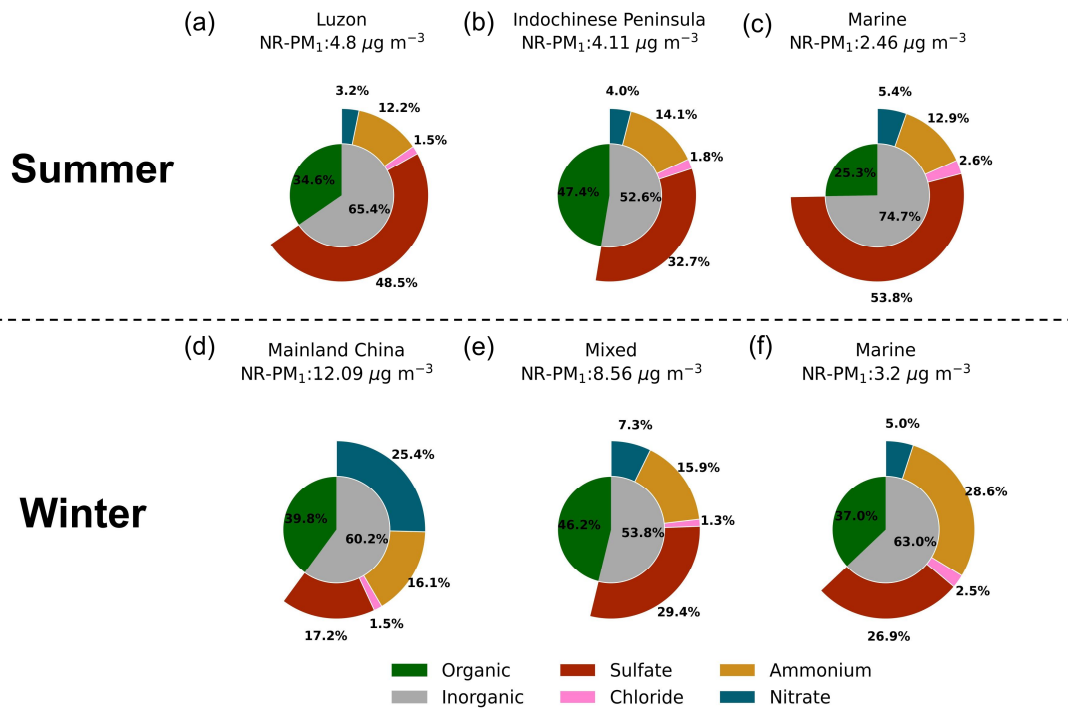 (a)
Luzon
NR-PM₁:4.8 μg m⁻³
3.2%
12.2%
1.5%
34.6%
65.4%
48.5%
(b)
Indochinese Peninsula
NR-PM₁:4.11 μg m⁻³
4.0%
14.1%
1.8%
47.4%
52.6%
32.7%
(c)
Marine
NR-PM₁:2.46 μg m⁻³
5.4%
12.9%
2.6%
25.3%
74.7%
53.8%
Summer
(d)
Mainland China
NR-PM₁:12.09 μg m⁻³
25.4%
39.8%
60.2%
16.1%
1.5%
17.2%
(e)
Mixed
NR-PM₁:8.56 μg m⁻³
7.3%
15.9%
1.3%
46.2%
53.8%
29.4%
(f)
Marine
NR-PM₁:3.2 μg m⁻³
5.0%
28.6%
37.0%
63.0%
2.5%
26.9%
Winter
Organic
Sulfate
Ammonium
Inorganic
Chloride
Nitrate